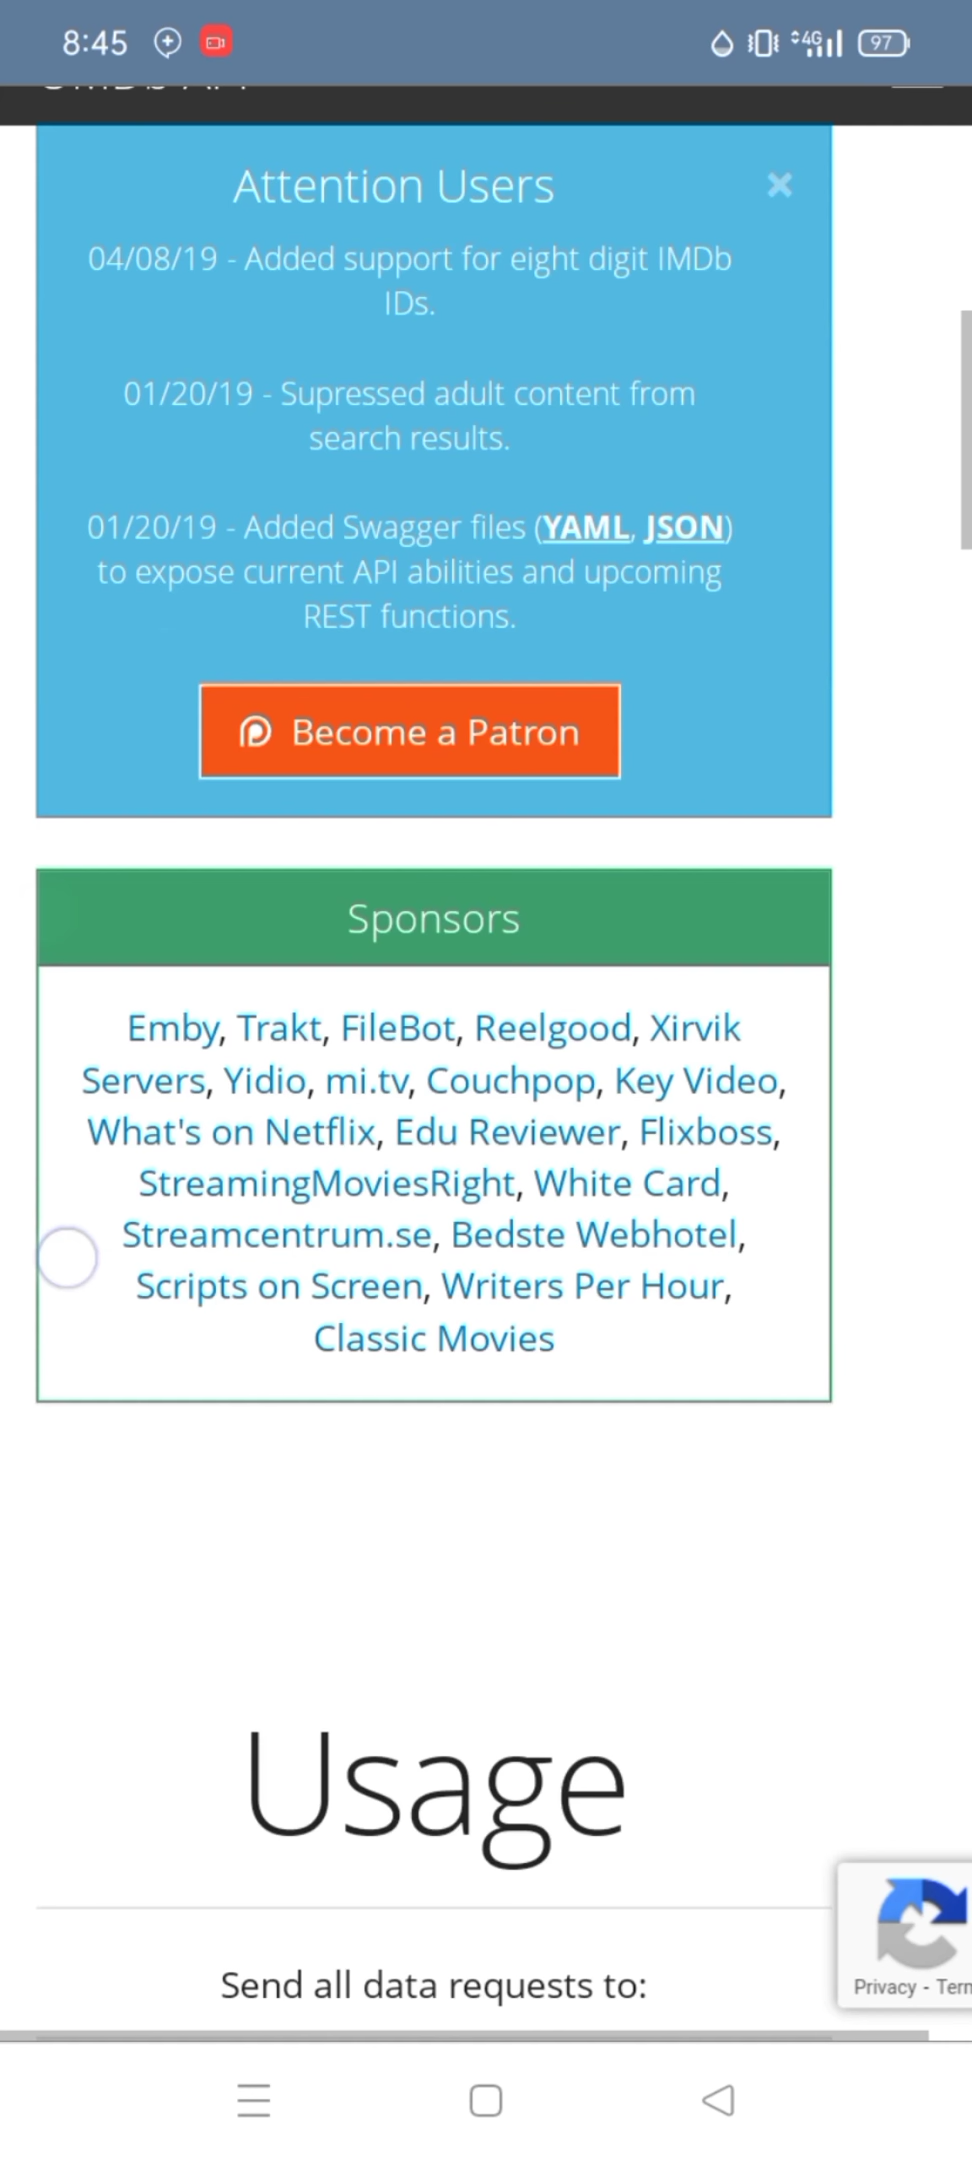 8:45
4G
97
OMDb API
Attention Users
04/08/19 - Added support for eight digit IMDb
IDs.
01/20/19 - Supressed adult content from
search results.
01/20/19 - Added Swagger files (YAML, JSON)
to expose current API abilities and upcoming
REST functions.
Become a Patron
Sponsors
Emby, Trakt, FileBot, Reelgood, Xirvik
Servers, Yidio, mi.tv, Couchpop, Key Video,
What's on Netflix, Edu Reviewer, Flixboss,
StreamingMoviesRight, White Card,
Streamcentrum.se, Bedste Webhotel,
Scripts on Screen, Writers Per Hour,
Classic Movies
Usage
Send all data requests to:
Privacy - Tern